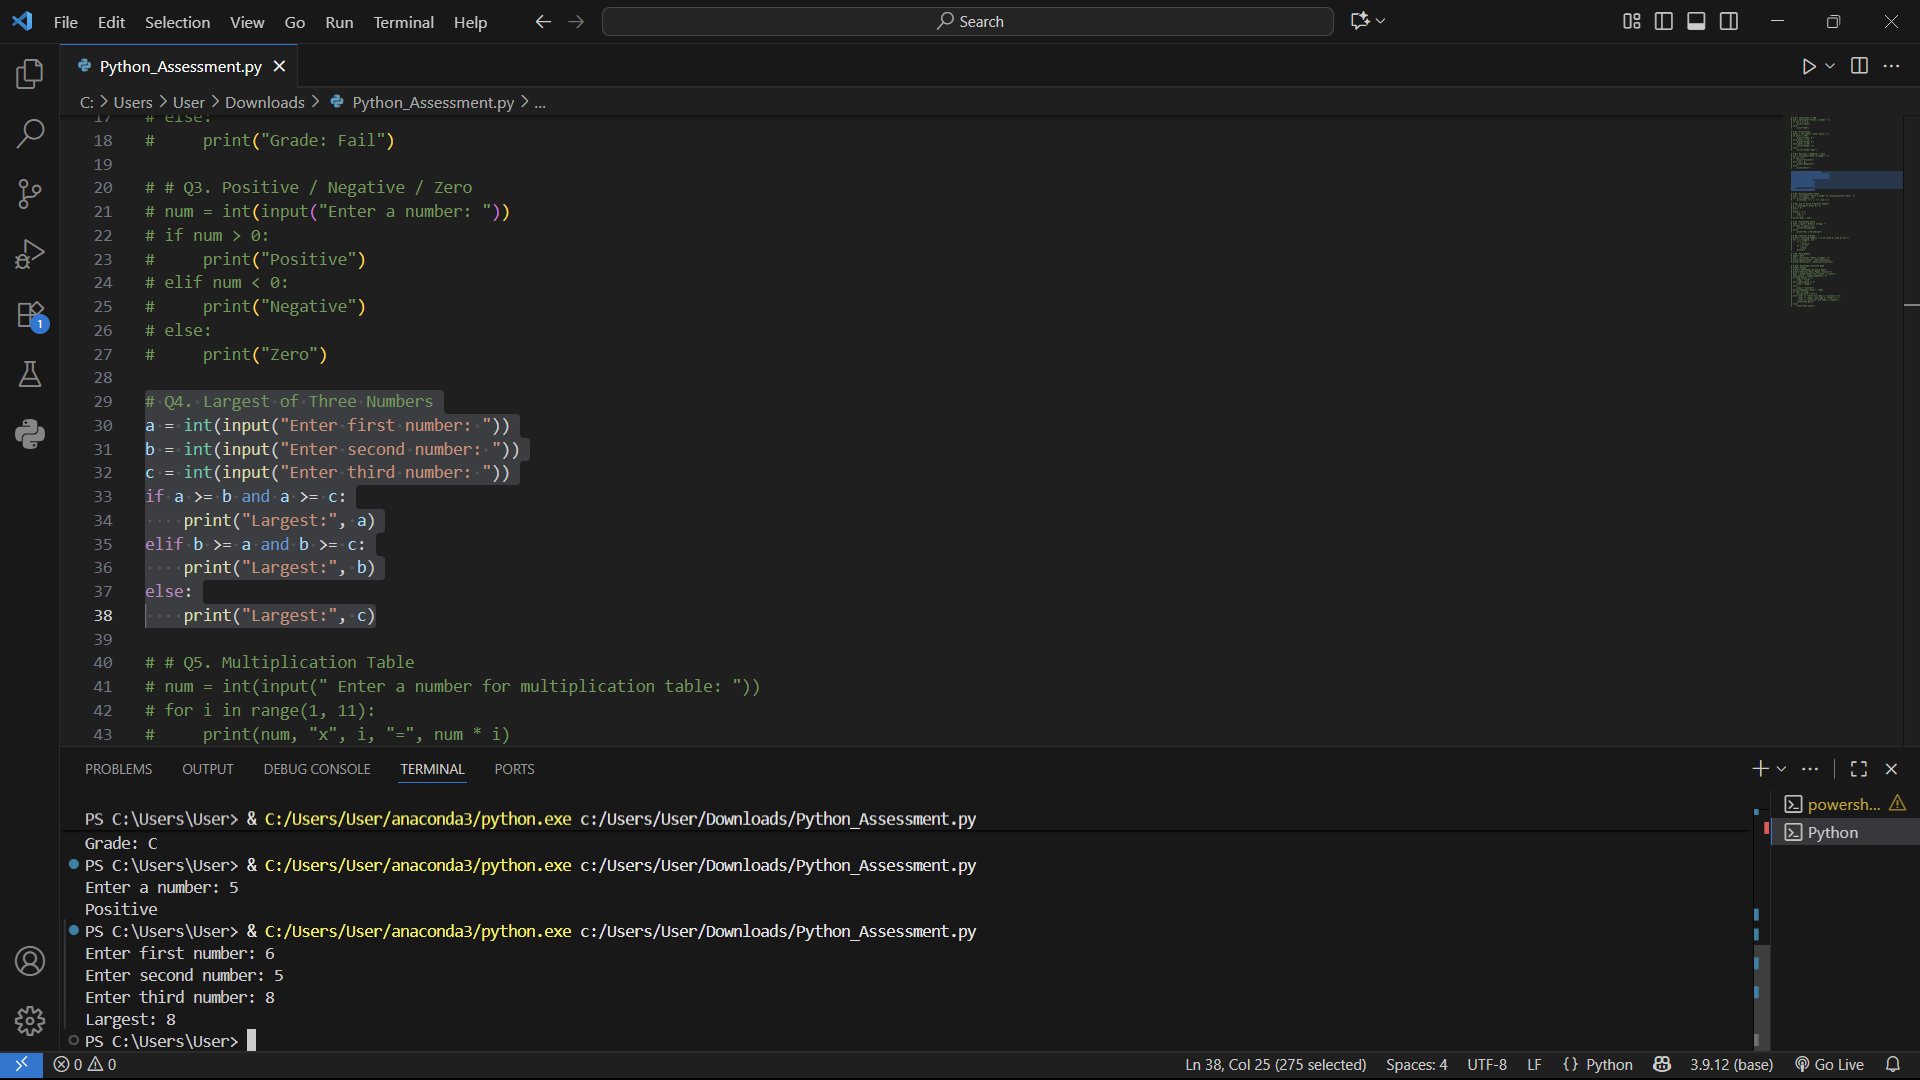 File Edit Selection View Go Run Terminal Help
Search
Python_Assessment.py
C: > Users > User > Downloads > Python_Assessment.py > ...
17 # else:
18 #     print("Grade: Fail")
19
20 # # Q3. Positive / Negative / Zero
21 # num = int(input("Enter a number: "))
22 # if num > 0:
23 #     print("Positive")
24 # elif num < 0:
25 #     print("Negative")
26 # else:
27 #     print("Zero")
28
29 # Q4. Largest of Three Numbers
30 a = int(input("Enter first number: "))
31 b = int(input("Enter second number: "))
32 c = int(input("Enter third number: "))
33 if a >= b and a >= c:
34     print("Largest:", a)
35 elif b >= a and b >= c:
36     print("Largest:", b)
37 else:
38     print("Largest:", c)
39
40 # # Q5. Multiplication Table
41 # num = int(input(" Enter a number for multiplication table: "))
42 # for i in range(1, 11):
43 #     print(num, "x", i, "=", num * i)
1
PROBLEMS OUTPUT DEBUG CONSOLE TERMINAL PORTS
PS C:\Users\User> & C:/Users/User/anaconda3/python.exe c:/Users/User/Downloads/Python_Assessment.py
Grade: C
PS C:\Users\User> & C:/Users/User/anaconda3/python.exe c:/Users/User/Downloads/Python_Assessment.py
Enter a number: 5
Positive
PS C:\Users\User> & C:/Users/User/anaconda3/python.exe c:/Users/User/Downloads/Python_Assessment.py
Enter first number: 6
Enter second number: 5
Enter third number: 8
Largest: 8
PS C:\Users\User>
powersh...
Python
0 0 Ln 38, Col 25 (275 selected) Spaces: 4 UTF-8 LF {} Python 3.9.12 (base) Go Live